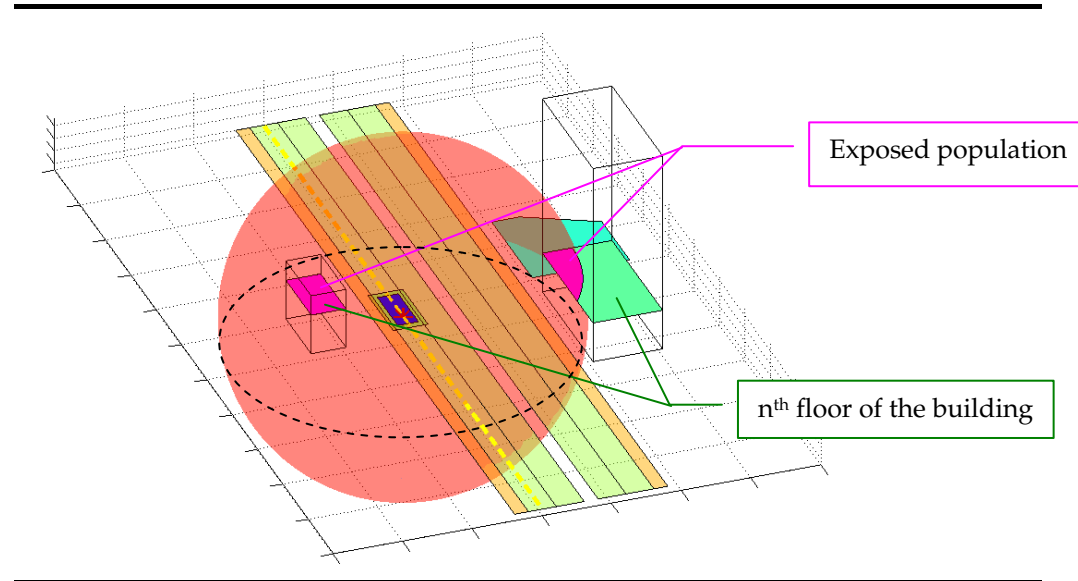 Exposed population
nᵗʰ floor of the building